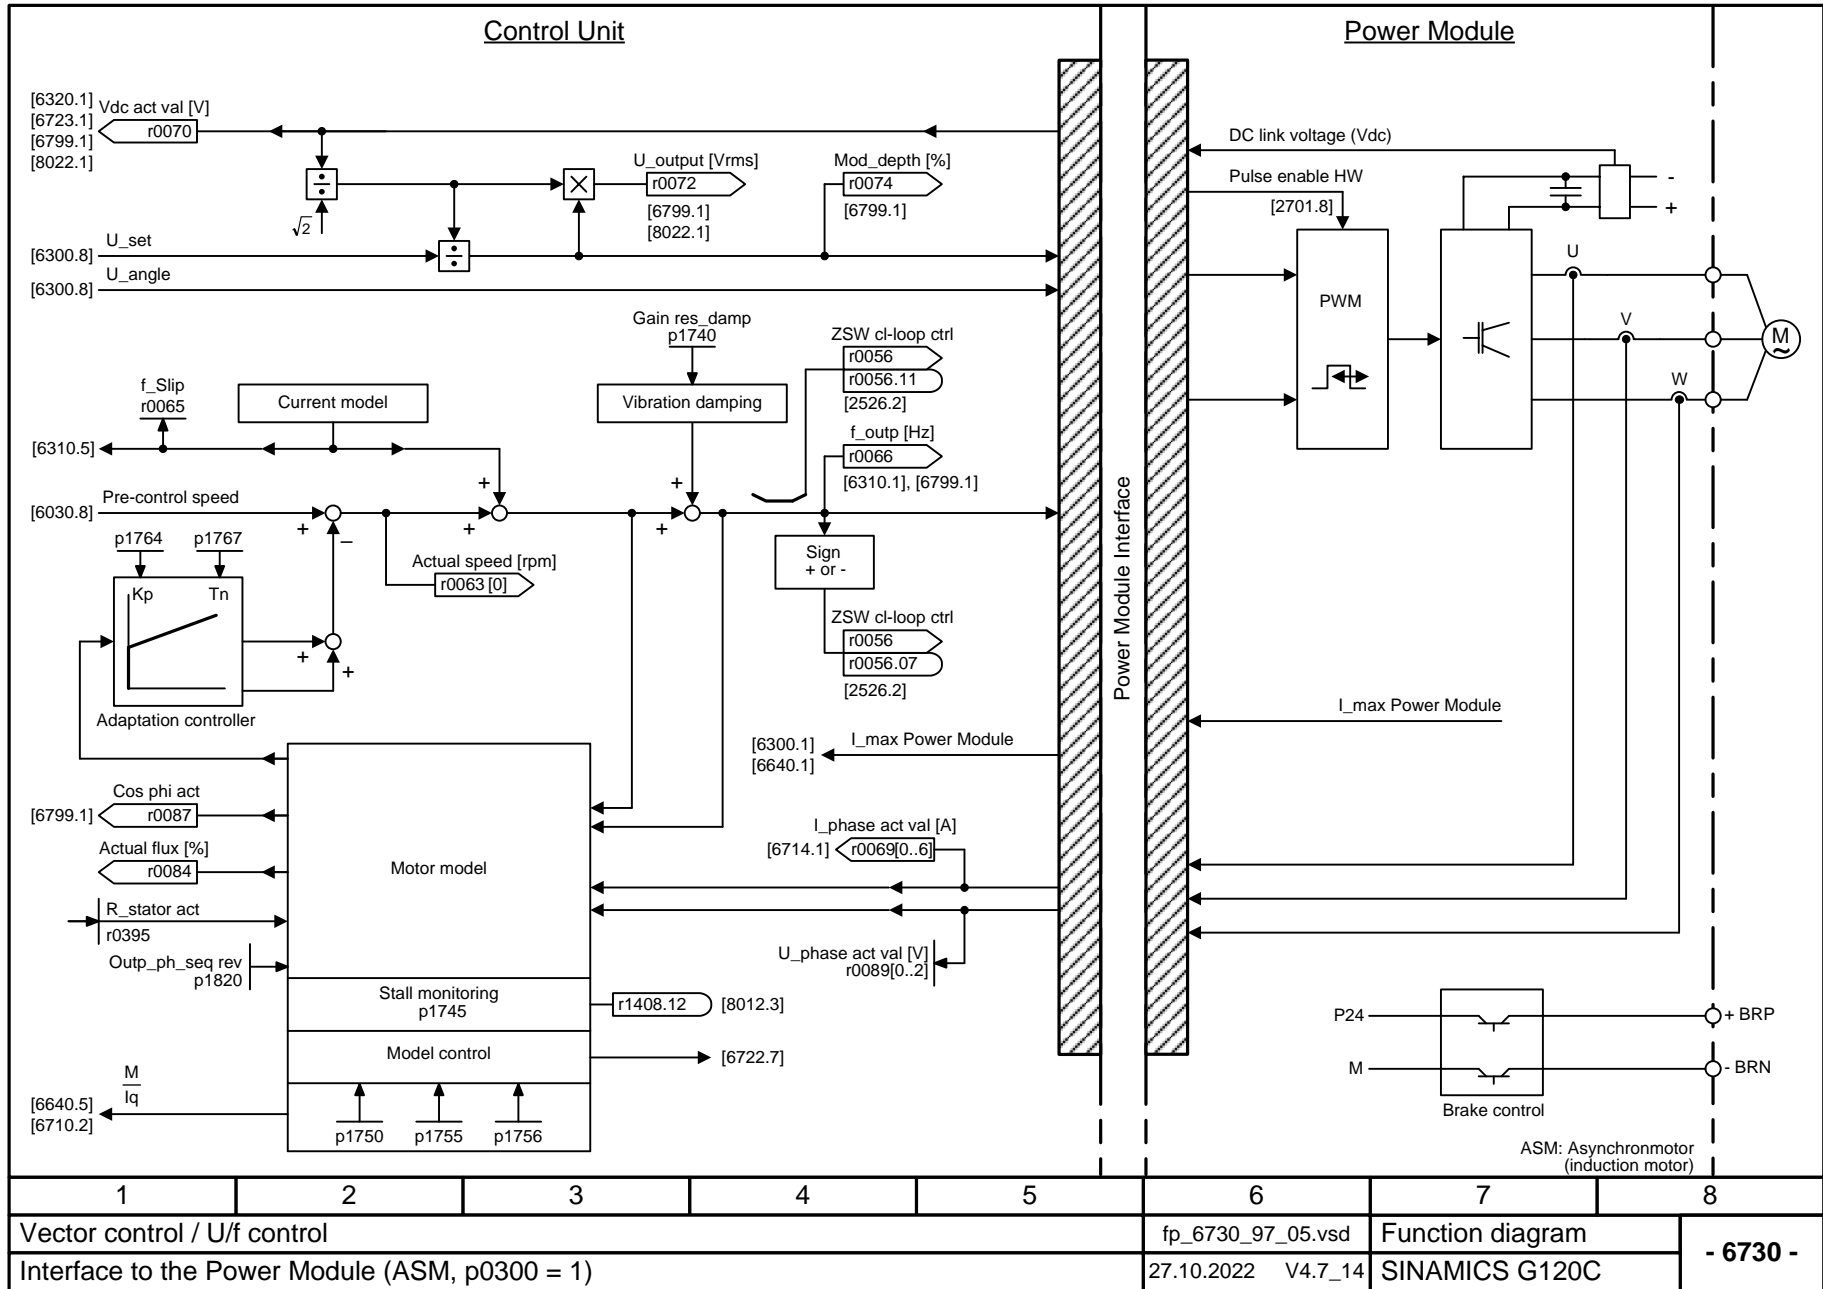 Control Unit
Power Module
[6320.1]
[6723.1]
[6799.1]
[8022.1]
Vdc act val [V]
r0070
÷
√2
U_output [Vrms]
r0072
[6799.1]
[8022.1]
Mod_depth [%]
r0074
[6799.1]
U_set
[6300.8]
÷
U_angle
[6300.8]
DC link voltage (Vdc)
Pulse enable HW
[2701.8]
-
+
PWM
U
V
W
M
~
Gain res_damp
p1740
Vibration damping
ZSW cl-loop ctrl
r0056
r0056.11
[2526.2]
f_outp [Hz]
r0066
[6310.1], [6799.1]
f_Slip
r0065
Current model
[6310.5]
+
+
Pre-control speed
[6030.8]
+
–
+
+
p1764
p1767
Kp
Tn
Adaptation controller
+
+
Actual speed [rpm]
r0063 [0]
Sign
+ or -
ZSW cl-loop ctrl
r0056
r0056.07
[2526.2]
Power Module Interface
I_max Power Module
[6300.1]
[6640.1]
I_max Power Module
Cos phi act
[6799.1]
r0087
Actual flux [%]
r0084
R_stator act
r0395
Outp_ph_seq rev
p1820
Motor model
I_phase act val [A]
[6714.1]
r0069[0..6]
U_phase act val [V]
r0089[0..2]
Stall monitoring
p1745
r1408.12
[8012.3]
Model control
[6722.7]
M
Iq
[6640.5]
[6710.2]
p1750
p1755
p1756
P24
M
+ BRP
- BRN
Brake control
ASM: Asynchronmotor
(induction motor)
1
2
3
4
5
6
7
8
Vector control / U/f control
fp_6730_97_05.vsd
Function diagram
- 6730 -
Interface to the Power Module (ASM, p0300 = 1)
27.10.2022 V4.7_14
SINAMICS G120C